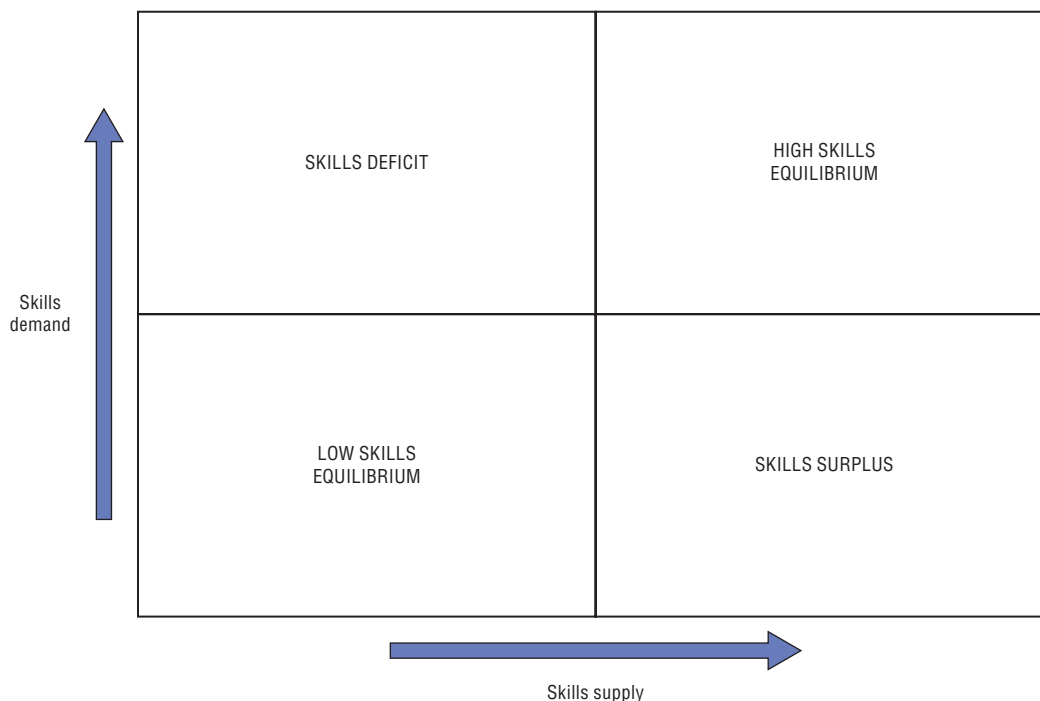 SKILLS DEFICIT
HIGH SKILLS
EQUILIBRIUM
Skills
demand
LOW SKILLS
EQUILIBRIUM
SKILLS SURPLUS
Skills supply